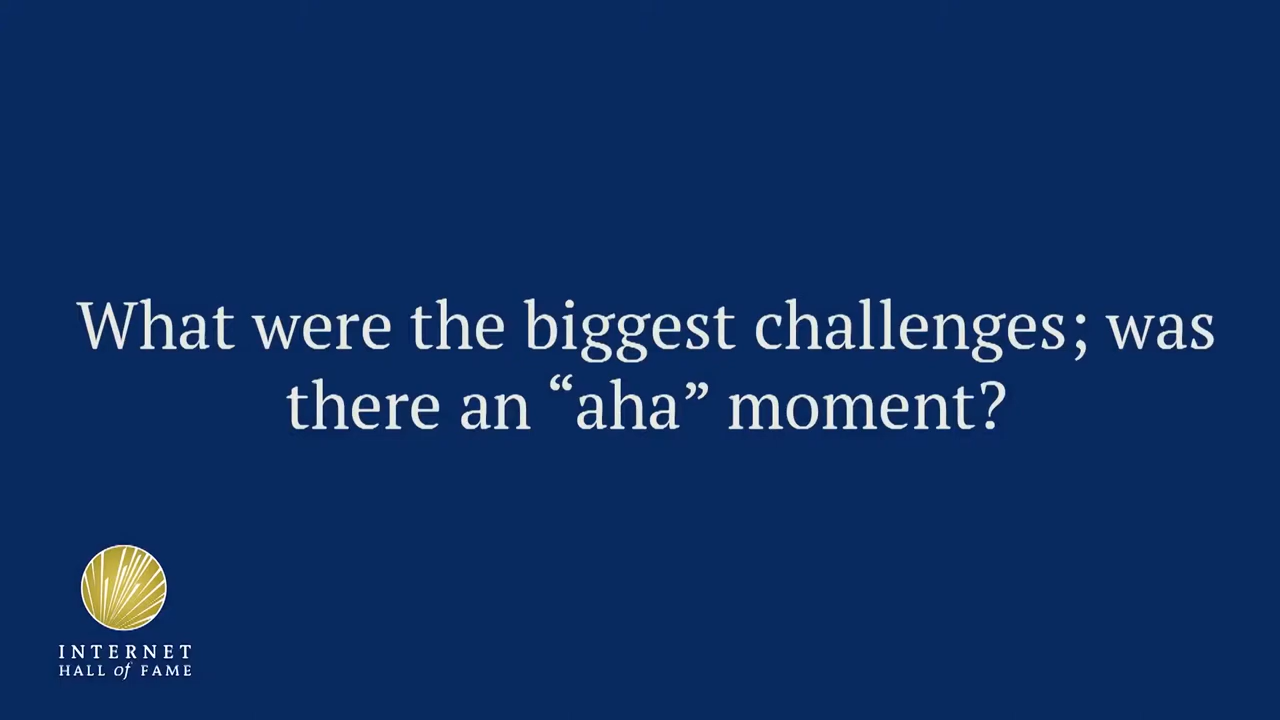 What were the biggest challenges; was
there an “aha” moment?
INTERNET
HALL of FAME